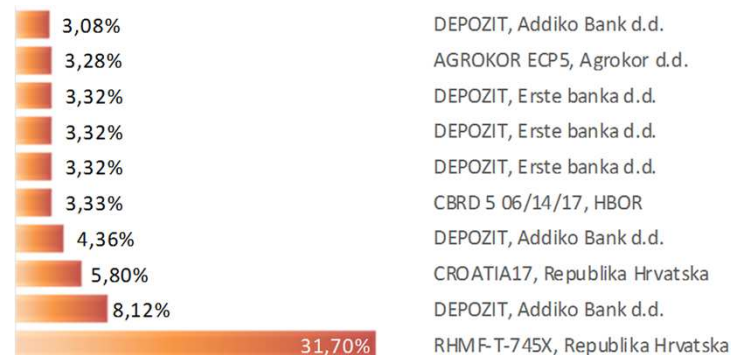 3,08% DEPOZIT, Addiko Bank d.d.
3,28% AGROKOR ECP5, Agrokor d.d.
3,32% DEPOZIT, Erste banka d.d.
3,32% DEPOZIT, Erste banka d.d.
3,32% DEPOZIT, Erste banka d.d.
3,33% CBRD 5 06/14/17, HBOR
4,36% DEPOZIT, Addiko Bank d.d.
5,80% CROATIA17, Republika Hrvatska
8,12% DEPOZIT, Addiko Bank d.d.
31,70% RHMF-T-745X, Republika Hrvatska